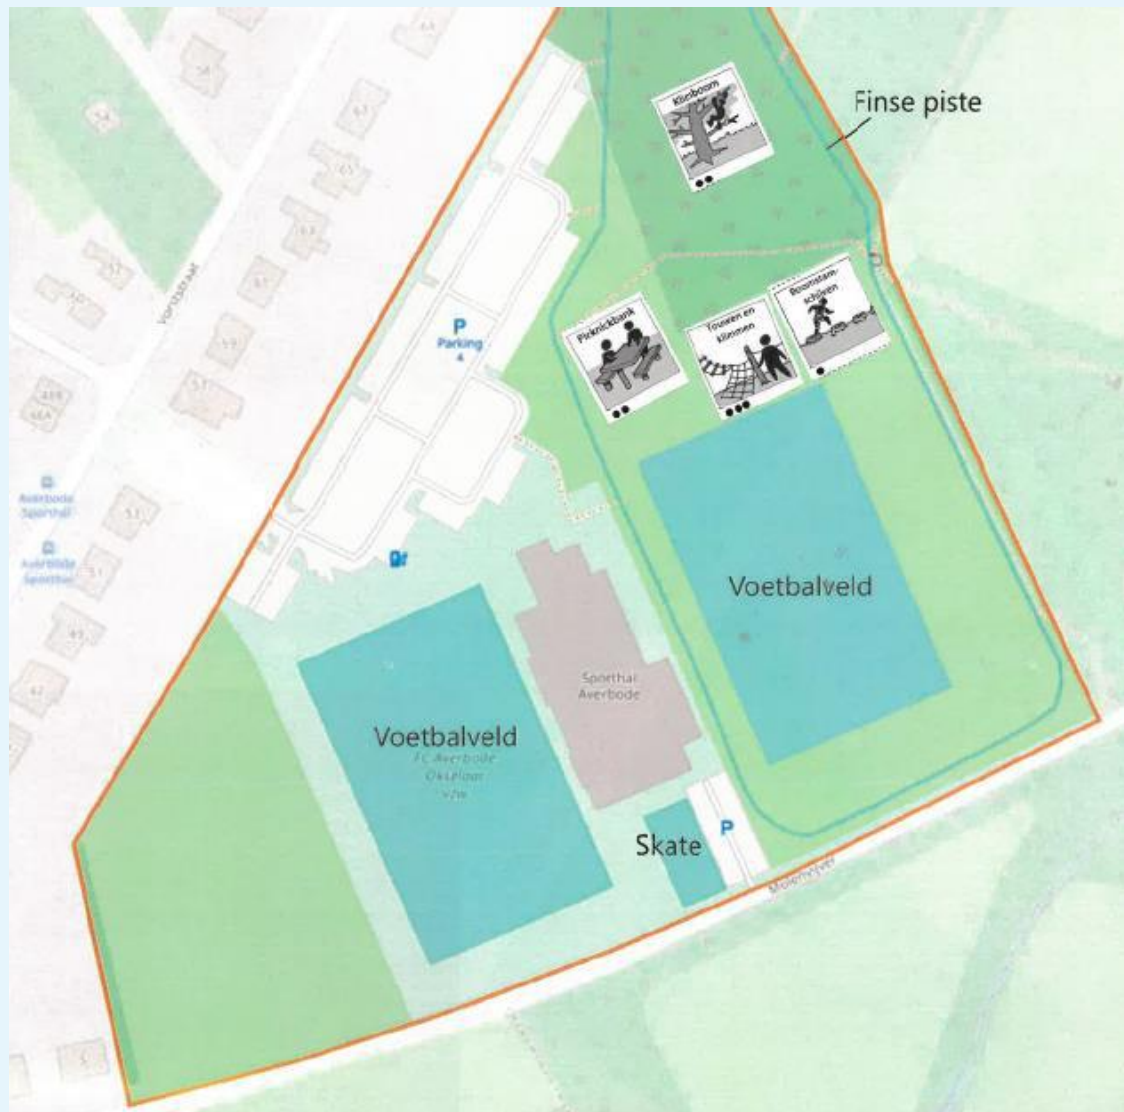 Klimboom
Finse piste
Vorststraat
Boomstam-
schijven
Touwen en
klimmen
Picknickbank
P
Parking
Averbode
Sporthal
Averbode
Sporthal
Voetbalveld
Sporthal
Averbode
Voetbalveld
FC Averbode
Okselaar
vzw
Skate
P
Molenvijver